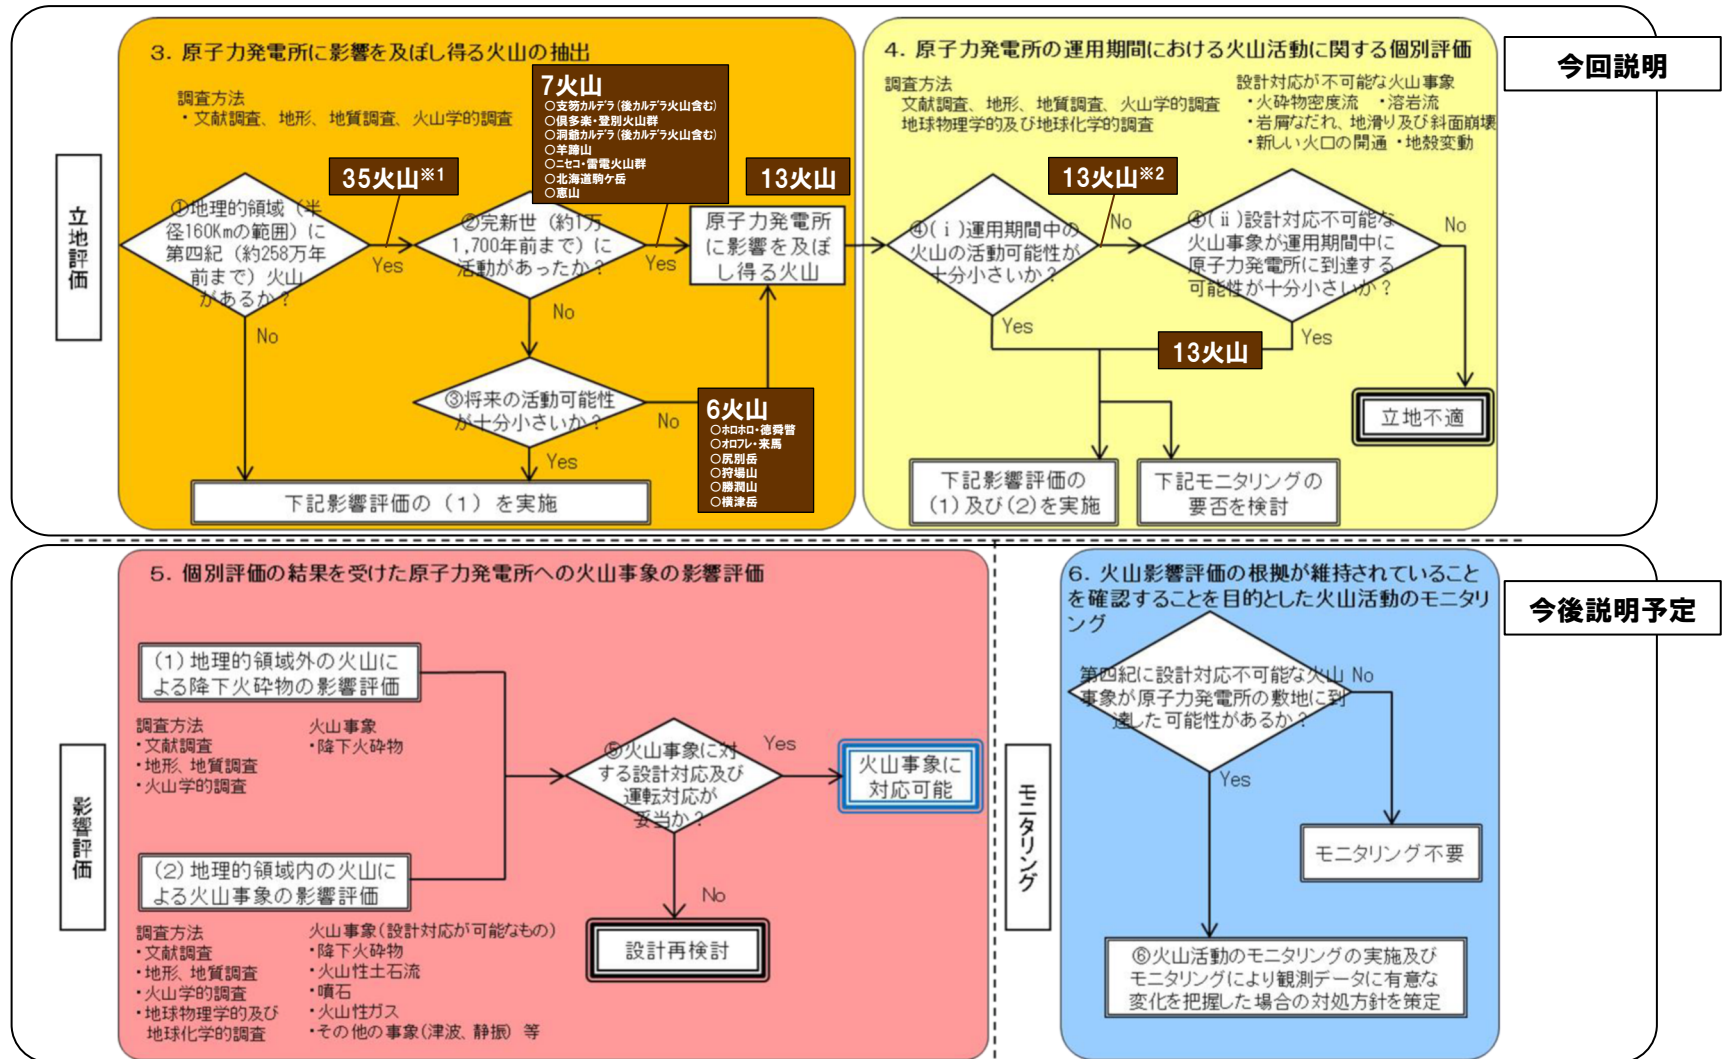 今回説明
3. 原子力発電所に影響を及ぼし得る火山の抽出
調査方法
・文献調査、地形、地質調査、火山学的調査
立地評価
①地理的領域（半
径160Kmの範囲）に
第四紀（約258万年
前まで）火山
があるか？
35火山※1
Yes
No
②完新世（約1万
1,700年前まで）に
活動があったか？
7火山
○支笏カルデラ(後カルデラ火山含む)
○倶多楽・登別火山群
○洞爺カルデラ(後カルデラ火山含む)
○羊蹄山
○ニセコ・雷電火山群
○北海道駒ケ岳
○恵山
Yes
No
13火山
原子力発電所
に影響を及ぼ
し得る火山
③将来の活動可能性
が十分小さいか？
No
Yes
6火山
○ホロホロ・徳舜瞥
○オロフレ・来馬
○尻別岳
○狩場山
○勝澗山
○横津岳
下記影響評価の（1）を実施
4. 原子力発電所の運用期間における火山活動に関する個別評価
調査方法
文献調査、地形、地質調査、火山学的調査
地球物理学的及び地球化学的調査
設計対応が不可能な火山事象
・火砕物密度流 ・溶岩流
・岩屑なだれ、地滑り及び斜面崩壊
・新しい火口の開通 ・地殻変動
④(ⅰ)運用期間中の
火山の活動可能性が
十分小さいか？
13火山※2
No
Yes
④(ⅱ)設計対応不可能な
火山事象が運用期間中に
原子力発電所に到達する
可能性が十分小さいか？
No
Yes
13火山
立地不適
下記影響評価の
(1)及び(2)を実施
下記モニタリングの
要否を検討
今後説明予定
5. 個別評価の結果を受けた原子力発電所への火山事象の影響評価
影響評価
(1)地理的領域外の火山に
よる降下火砕物の影響評価
調査方法
・文献調査
・地形、地質調査
・火山学的調査
火山事象
・降下火砕物
(2)地理的領域内の火山に
よる火山事象の影響評価
調査方法
・文献調査
・地形、地質調査
・火山学的調査
・地球物理学的及び
地球化学的調査
火山事象(設計対応が可能なもの)
・降下火砕物
・火山性土石流
・噴石
・火山性ガス
・その他の事象(津波、静振）等
⑤火山事象に対
する設計対応及び
運転対応が
妥当か？
Yes
No
火山事象に
対応可能
設計再検討
モニタリング
6. 火山影響評価の根拠が維持されていること
を確認することを目的とした火山活動のモニタリ
ング
第四紀に設計対応不可能な火山
事象が原子力発電所の敷地に到
達した可能性があるか？
No
Yes
モニタリング不要
⑥火山活動のモニタリングの実施及び
モニタリングにより観測データに有意な
変化を把握した場合の対処方針を策定